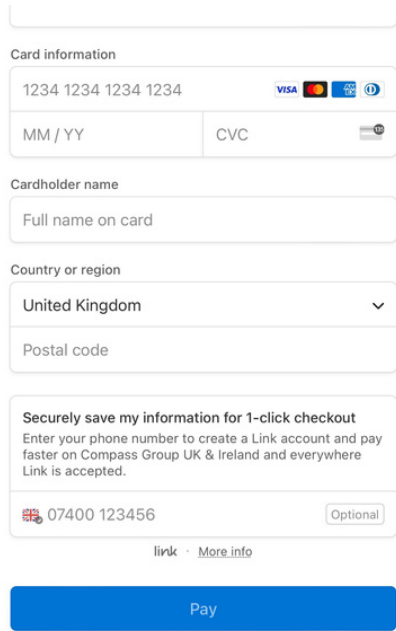 Card information
1234 1234 1234 1234 VISA
MM / YY CVC
Cardholder name
Full name on card
Country or region
United Kingdom
Postal code
Securely save my information for 1-click checkout
Enter your phone number to create a Link account and pay
faster on Compass Group UK & Ireland and everywhere
Link is accepted.
07400 123456 Optional
link · More info
Pay